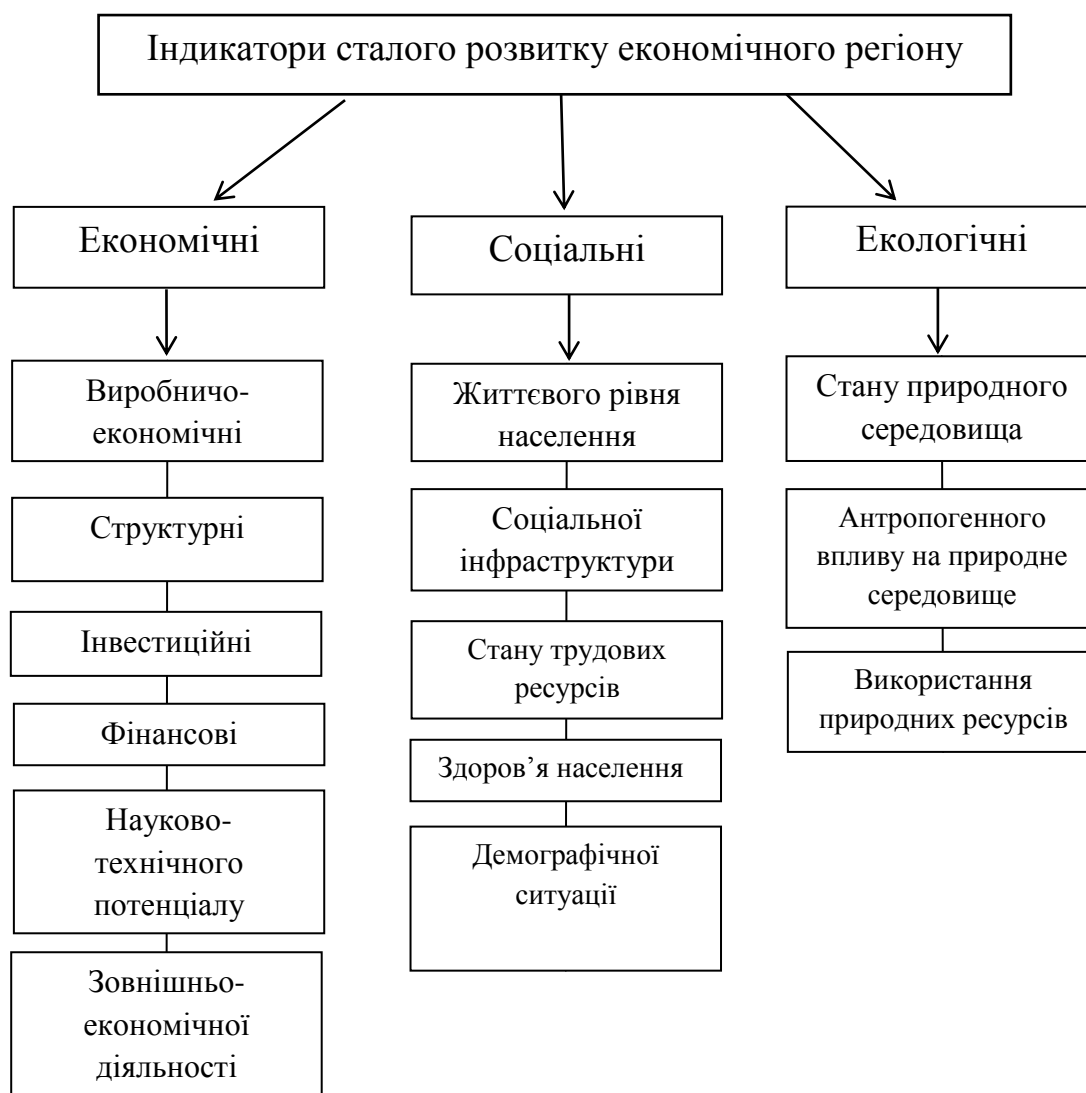 Індикатори сталого розвитку економічного регіону
Економічні
Виробничо-
економічні
Структурні
Інвестиційні
Фінансові
Науково-
технічного
потенціалу
Зовнішньо-
економічної
діяльності
Соціальні
Життєвого рівня
населення
Соціальної
інфраструктури
Стану трудових
ресурсів
Здоров’я населення
Демографічної
ситуації
Екологічні
Стану природного
середовища
Антропогенного
впливу на природне
середовище
Використання
природних ресурсів